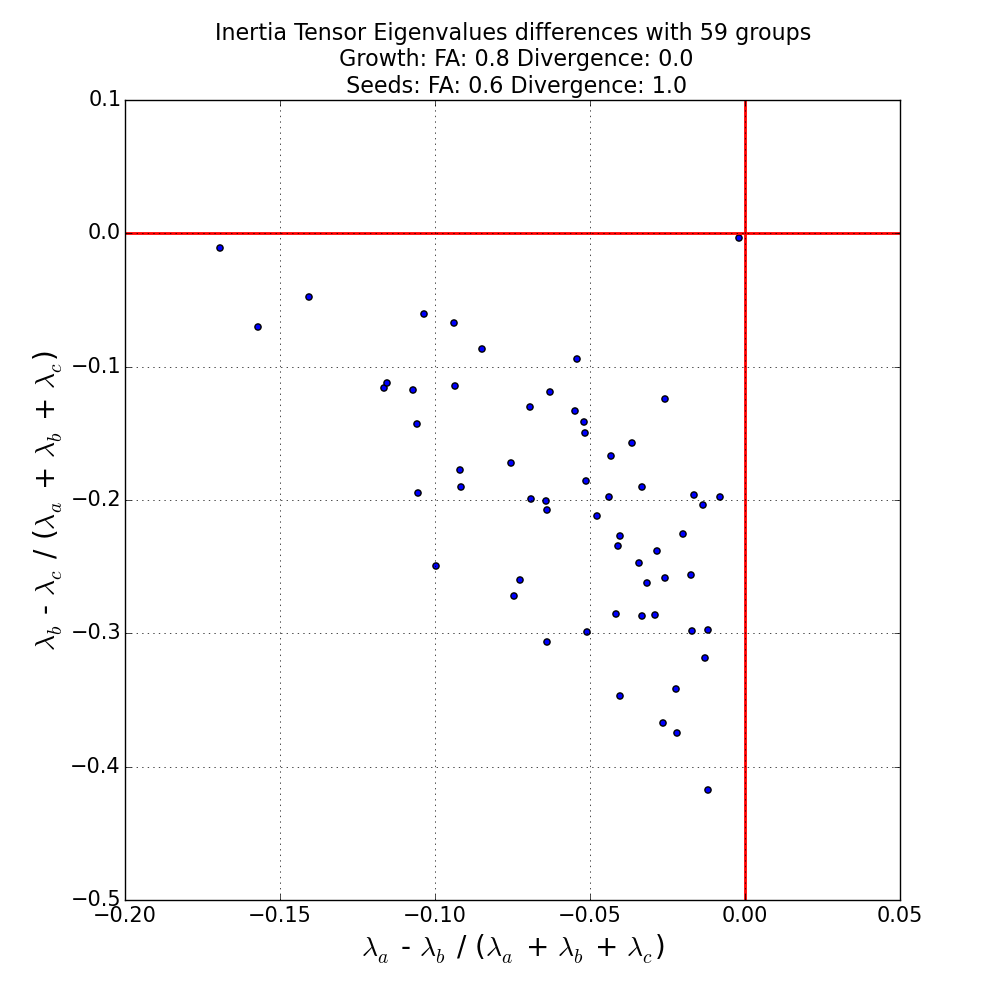 Inertia Tensor Eigenvalues differences with 59 groups
Growth: FA: 0.8 Divergence: 0.0
Seeds: FA: 0.6 Divergence: 1.0
0.1
0.0
−0.1
−0.2
−0.3
−0.4
−0.5
λb - λc / (λa + λb + λc)
−0.20 −0.15 −0.10 −0.05 0.00 0.05
λa - λb / (λa + λb + λc)